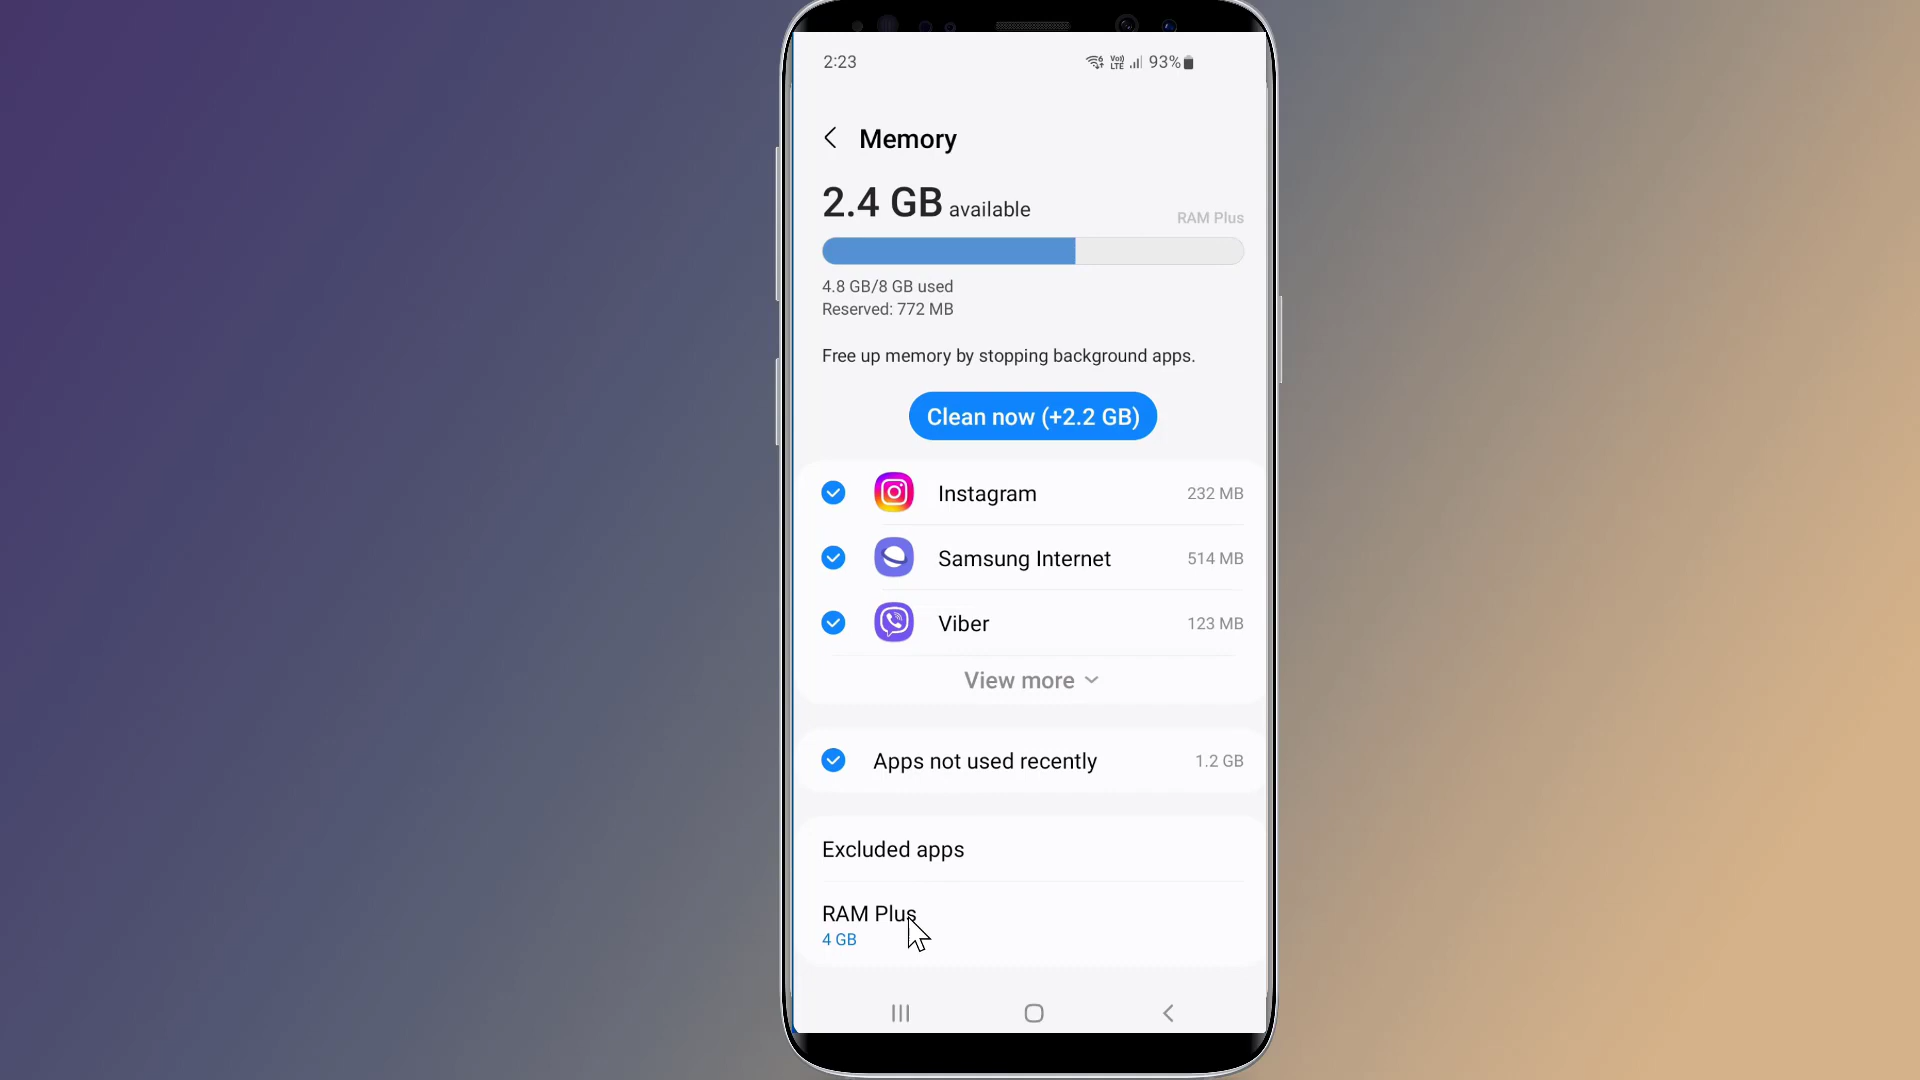 2:23
Vo)) LTE 93%
Memory
2.4 GB available
RAM Plus
4.8 GB/8 GB used
Reserved: 772 MB
Free up memory by stopping background apps.
Clean now (+2.2 GB)
Instagram 232 MB
Samsung Internet 514 MB
Viber 123 MB
View more
Apps not used recently 1.2 GB
Excluded apps
RAM Plus
4 GB